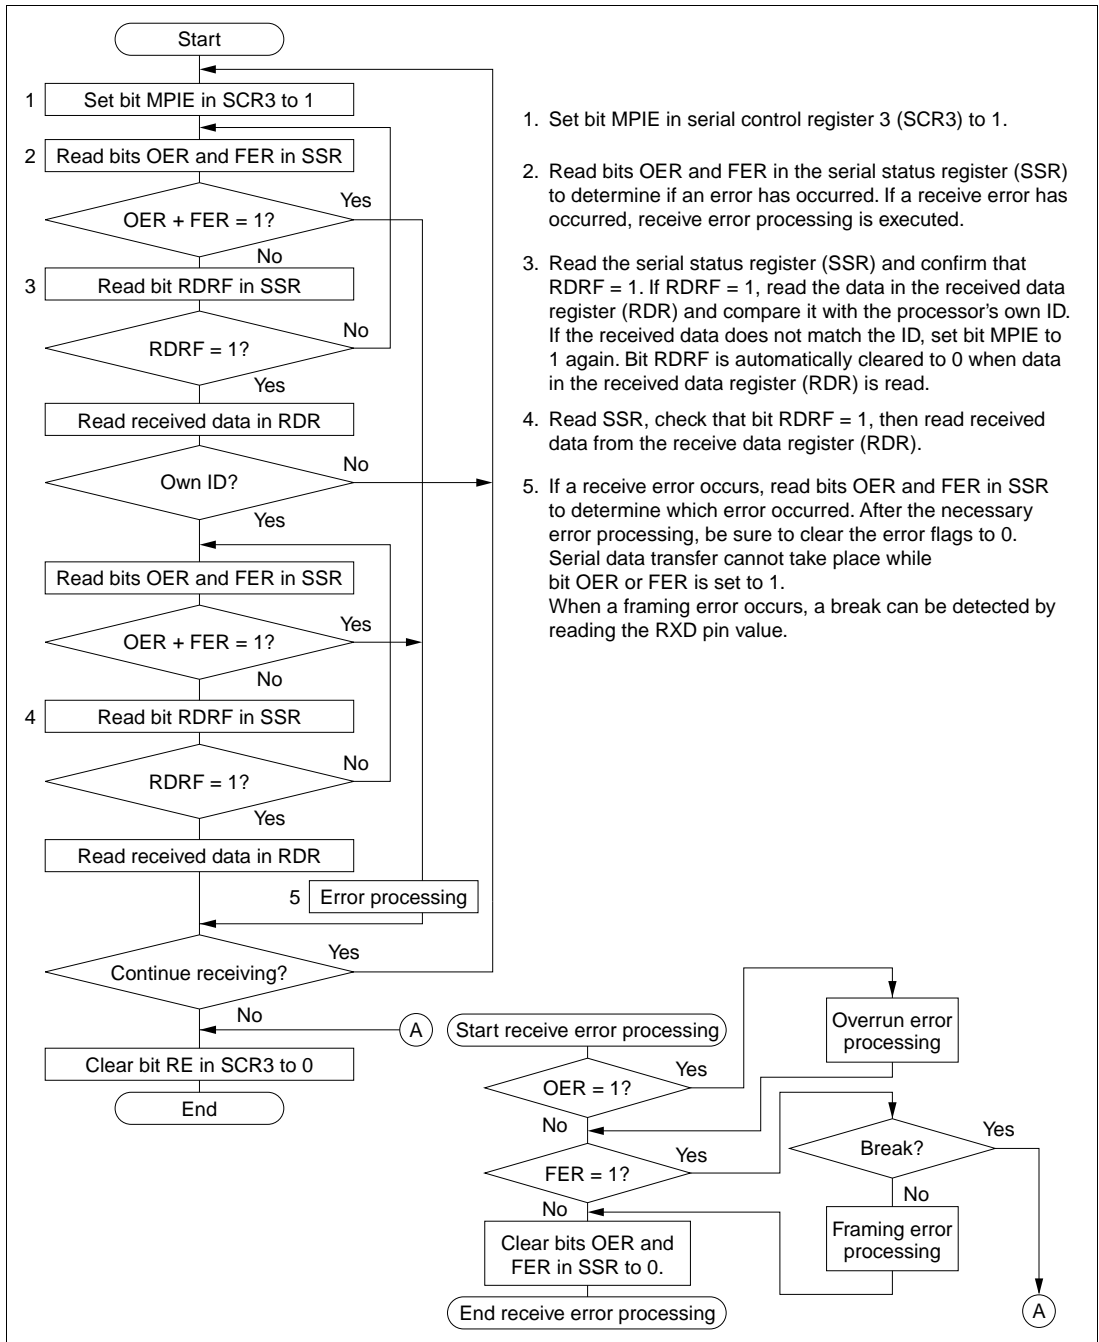 Start
1 Set bit MPIE in SCR3 to 1
2 Read bits OER and FER in SSR
OER + FER = 1?
Yes
No
3 Read bit RDRF in SSR
RDRF = 1?
No
Yes
Read received data in RDR
Own ID?
No
Yes
Read bits OER and FER in SSR
OER + FER = 1?
Yes
No
4 Read bit RDRF in SSR
RDRF = 1?
No
Yes
Read received data in RDR
5 Error processing
Continue receiving?
Yes
No
A
Clear bit RE in SCR3 to 0
End
1. Set bit MPIE in serial control register 3 (SCR3) to 1.
2. Read bits OER and FER in the serial status register (SSR)
to determine if an error has occurred. If a receive error has
occurred, receive error processing is executed.
3. Read the serial status register (SSR) and confirm that
RDRF = 1. If RDRF = 1, read the data in the received data
register (RDR) and compare it with the processor's own ID.
If the received data does not match the ID, set bit MPIE to
1 again. Bit RDRF is automatically cleared to 0 when data
in the received data register (RDR) is read.
4. Read SSR, check that bit RDRF = 1, then read received
data from the receive data register (RDR).
5. If a receive error occurs, read bits OER and FER in SSR
to determine which error occurred. After the necessary
error processing, be sure to clear the error flags to 0.
Serial data transfer cannot take place while
bit OER or FER is set to 1.
When a framing error occurs, a break can be detected by
reading the RXD pin value.
Start receive error processing
OER = 1?
Yes
No
Overrun error
processing
FER = 1?
Yes
No
Break?
Yes
No
Framing error
processing
Clear bits OER and
FER in SSR to 0.
End receive error processing
A